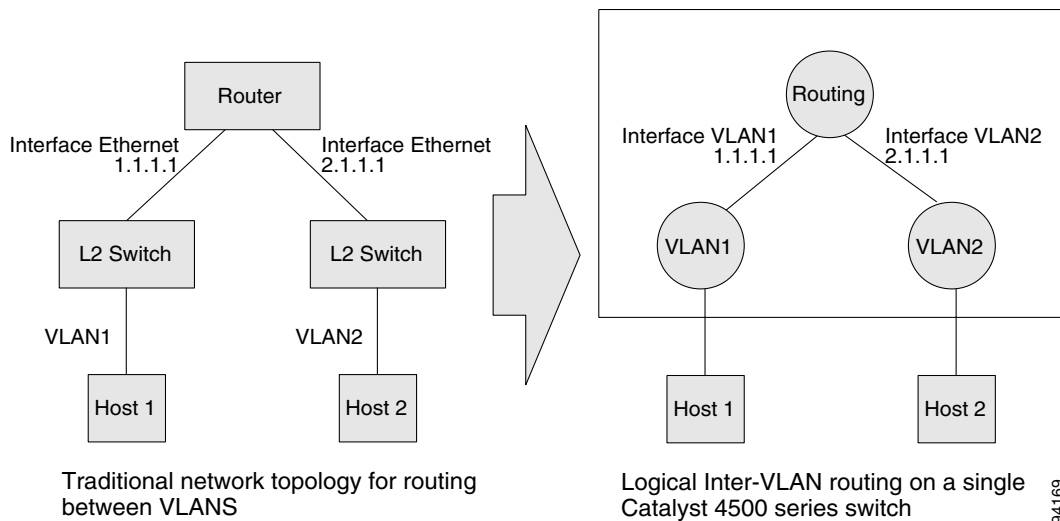 Router
Interface Ethernet
1.1.1.1
Interface Ethernet
2.1.1.1
L2 Switch
L2 Switch
VLAN1
VLAN2
Host 1
Host 2
Traditional network topology for routing
between VLANS
Routing
Interface VLAN1
1.1.1.1
Interface VLAN2
2.1.1.1
VLAN1
VLAN2
Host 1
Host 2
Logical Inter-VLAN routing on a single
Catalyst 4500 series switch
94169